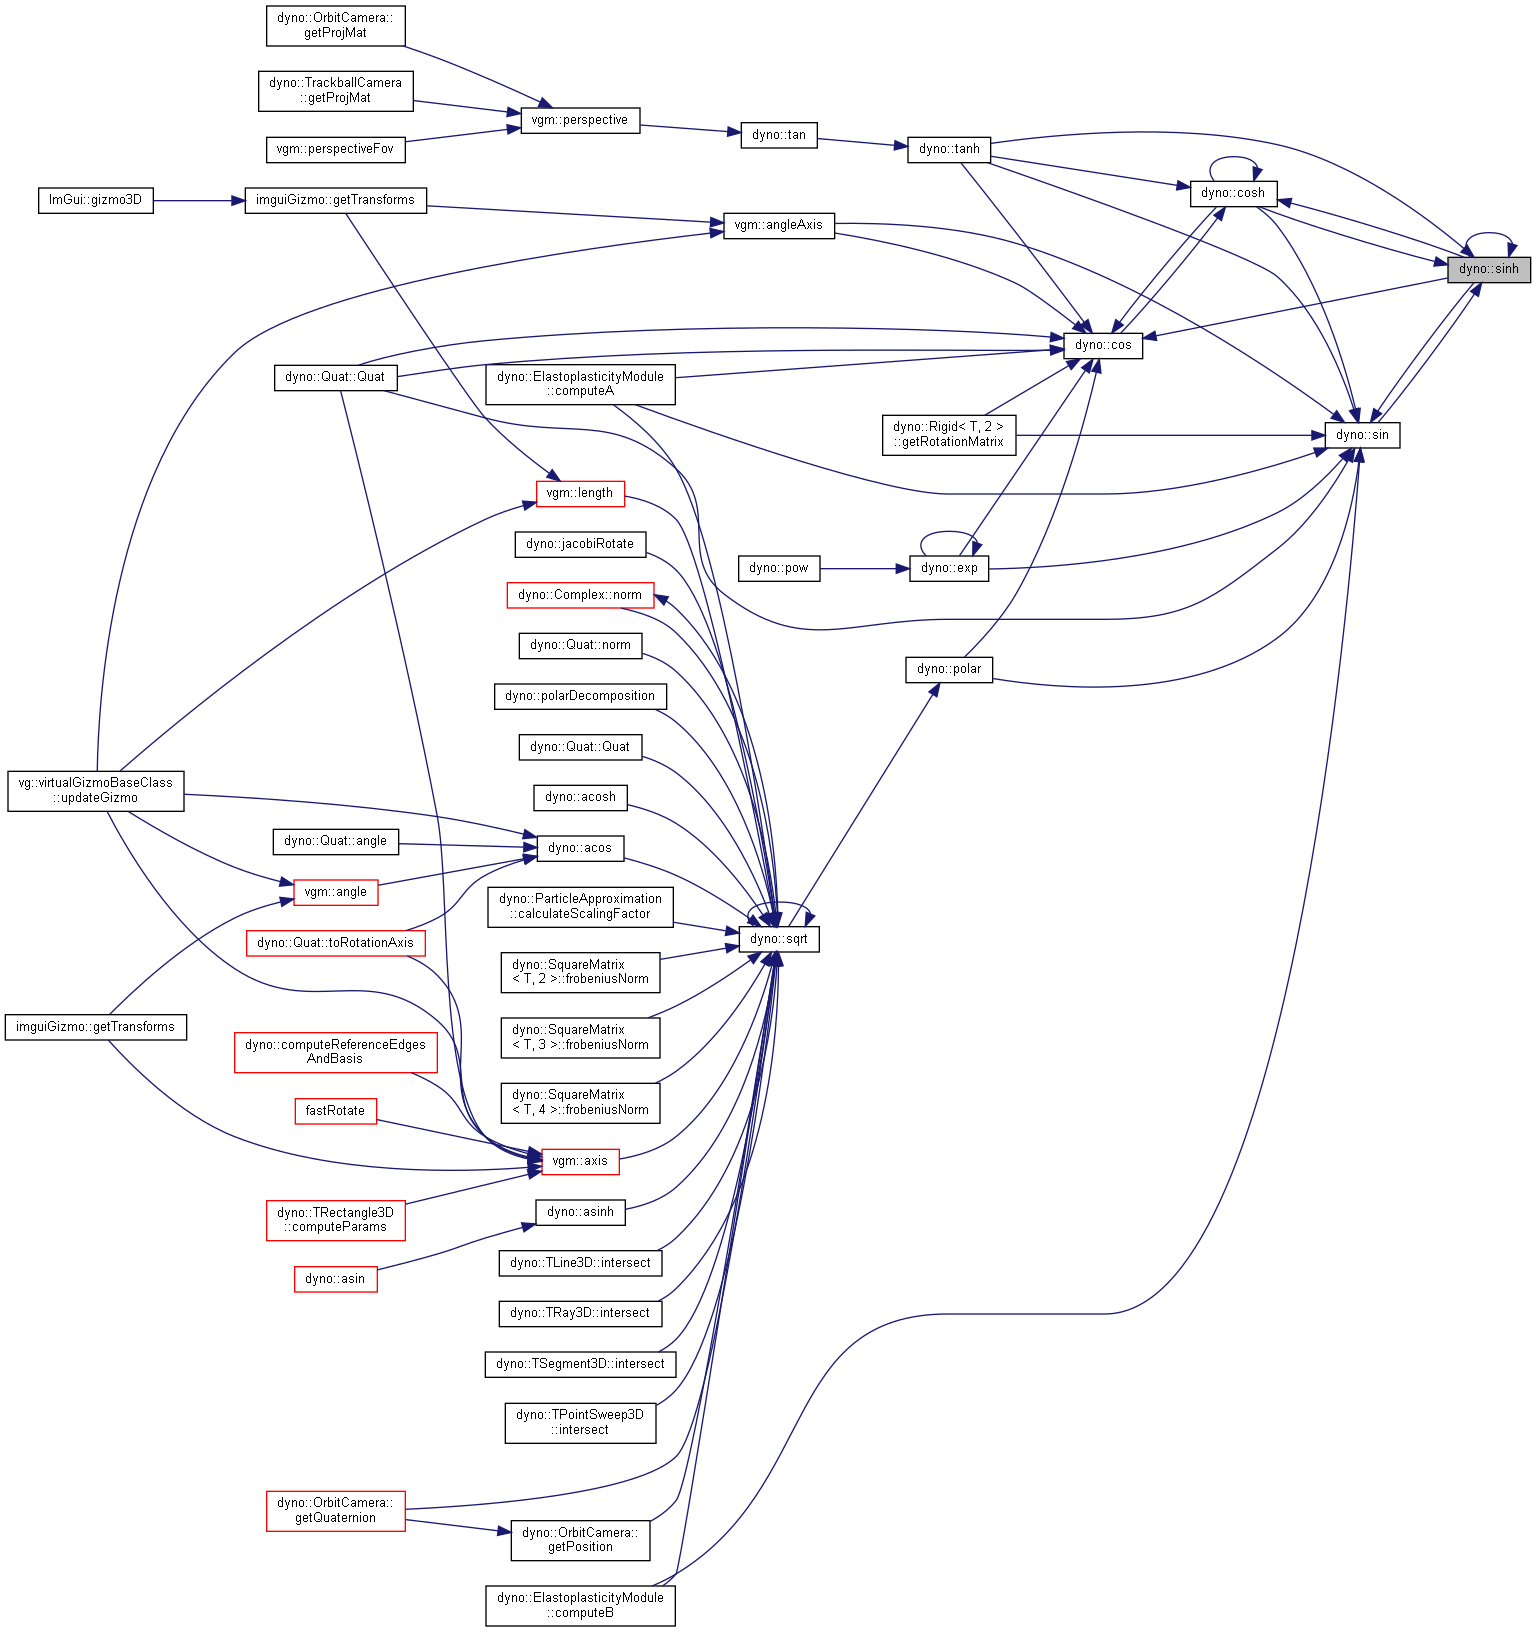 dyno::OrbitCamera::
getProjMat
dyno::TrackballCamera
::getProjMat
vgm::perspective
dyno::tan
vgm::perspectiveFov
dyno::tanh
dyno::cosh
ImGui::gizmo3D
imguiGizmo::getTransforms
vgm::angleAxis
dyno::sinh
dyno::cos
dyno::Quat::Quat
dyno::ElastoplasticityModule
::computeA
dyno::Rigid< T, 2 >
::getRotationMatrix
dyno::sin
vgm::length
dyno::jacobiRotate
dyno::pow
dyno::exp
dyno::Complex::norm
dyno::Quat::norm
dyno::polar
dyno::polarDecomposition
dyno::Quat::Quat
vg::virtualGizmoBaseClass
::updateGizmo
dyno::acosh
dyno::Quat::angle
dyno::acos
vgm::angle
dyno::ParticleApproximation
::calculateScalingFactor
dyno::Quat::toRotationAxis
dyno::sqrt
dyno::SquareMatrix
< T, 2 >::frobeniusNorm
imguiGizmo::getTransforms
dyno::SquareMatrix
< T, 3 >::frobeniusNorm
dyno::computeReferenceEdges
AndBasis
dyno::SquareMatrix
< T, 4 >::frobeniusNorm
fastRotate
vgm::axis
dyno::TRectangle3D
::computeParams
dyno::asinh
dyno::TLine3D::intersect
dyno::asin
dyno::TRay3D::intersect
dyno::TSegment3D::intersect
dyno::TPointSweep3D
::intersect
dyno::OrbitCamera::
getQuaternion
dyno::OrbitCamera::
getPosition
dyno::ElastoplasticityModule
::computeB